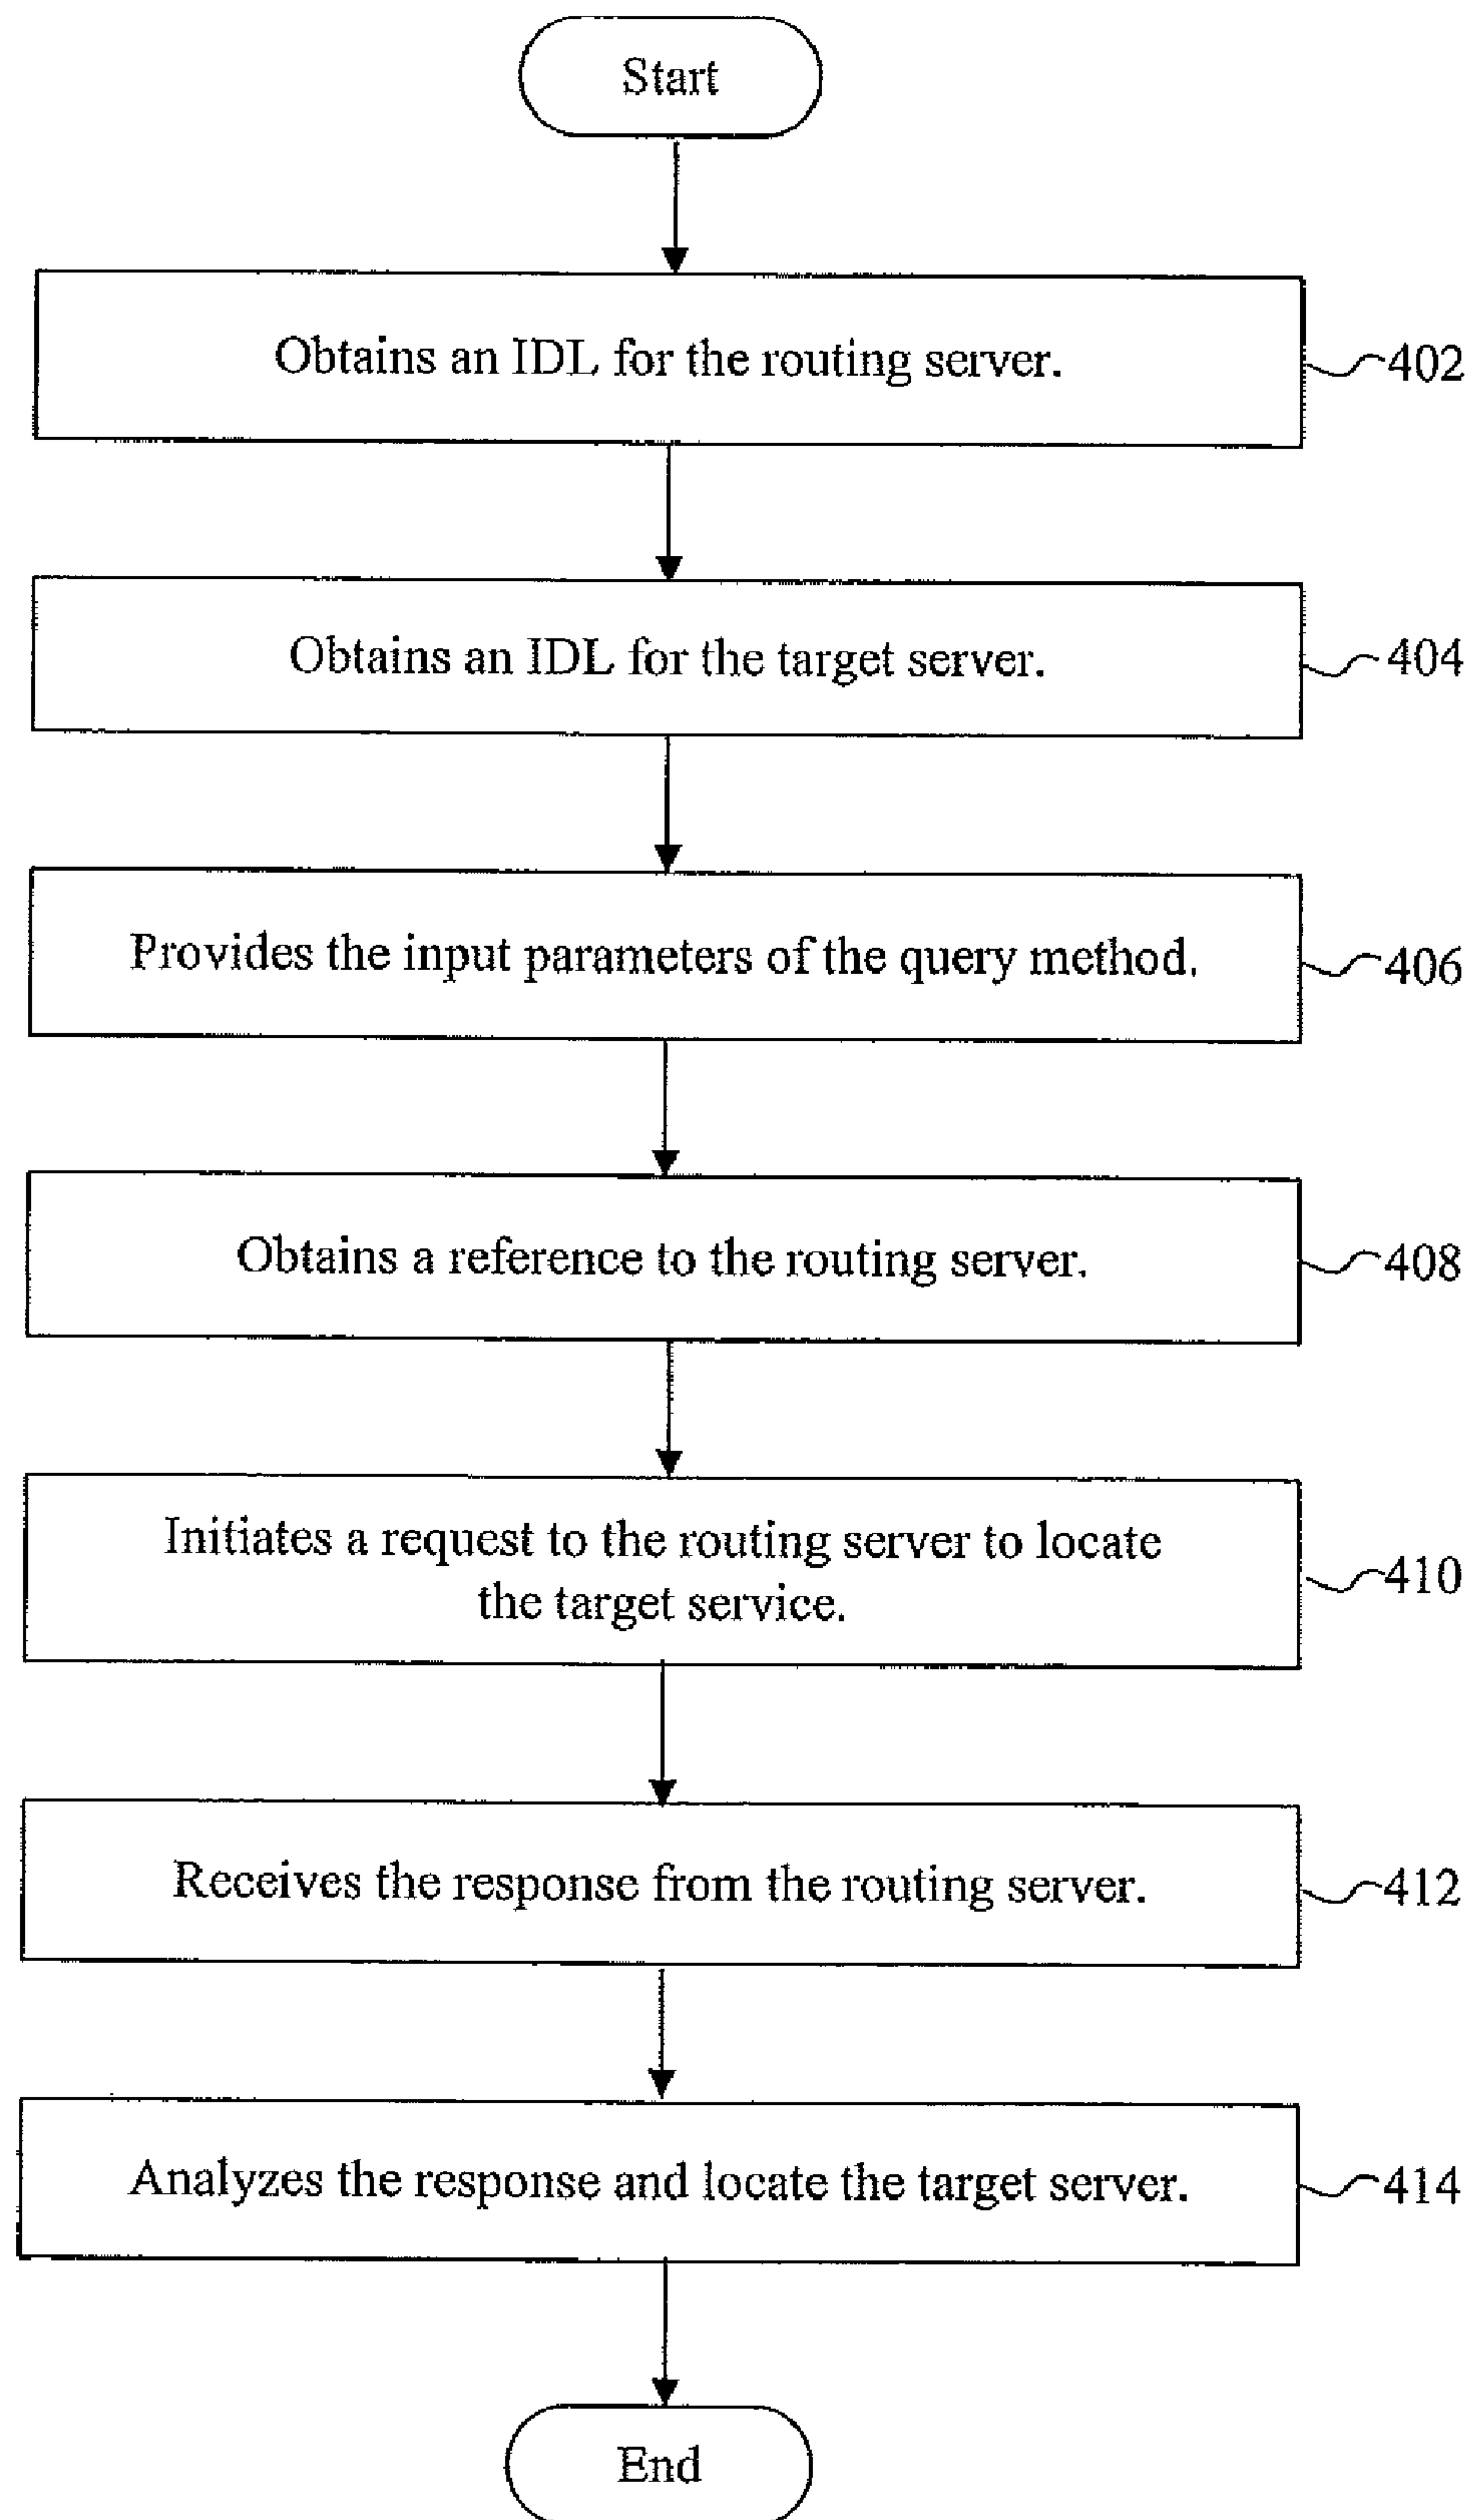 Start
Obtains an IDL for the routing server.
402
Obtains an IDL for the target server.
404
Provides the input parameters of the query method.
406
Obtains a reference to the routing server.
408
Initiates a request to the routing server to locate
the target service.
410
Receives the response from the routing server.
412
Analyzes the response and locate the target server.
414
End